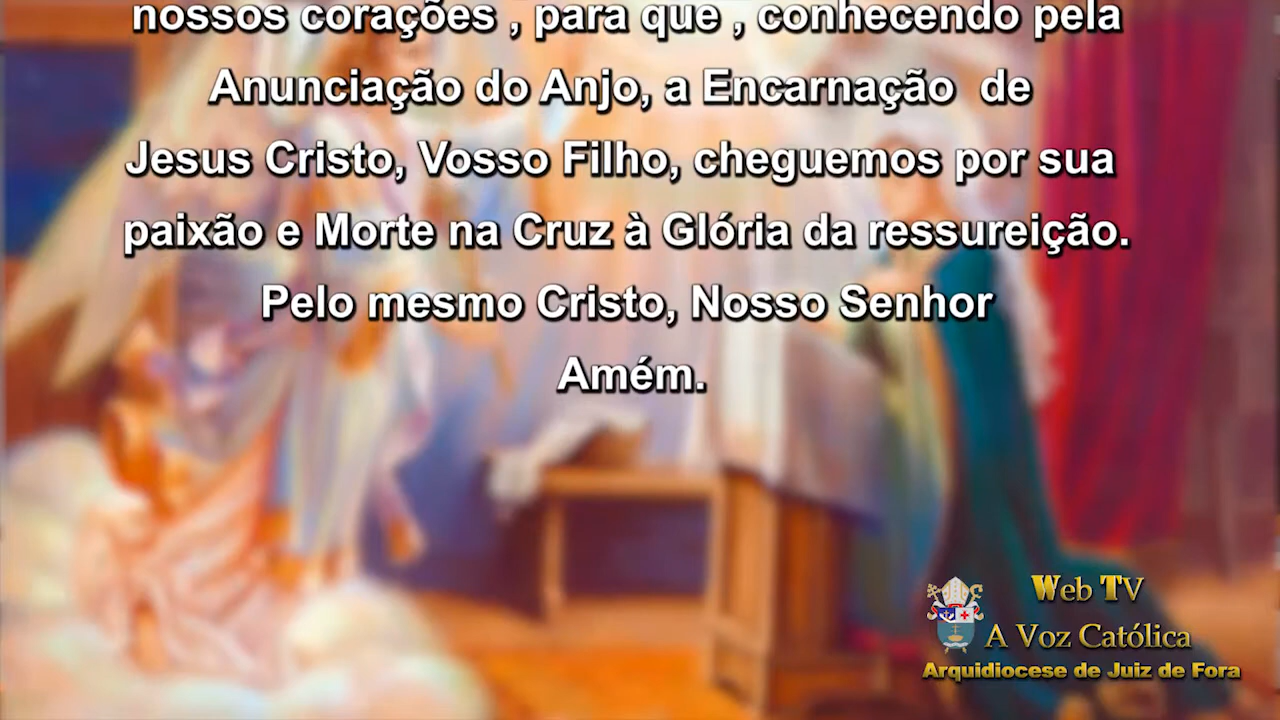 nossos corações , para que , conhecendo pela
Anunciação do Anjo, a Encarnação  de
Jesus Cristo, Vosso Filho, cheguemos por sua
paixão e Morte na Cruz à Glória da ressureição.
Pelo mesmo Cristo, Nosso Senhor
Amém.
Web TV
A Voz Católica
Arquidiocese de Juiz de Fora